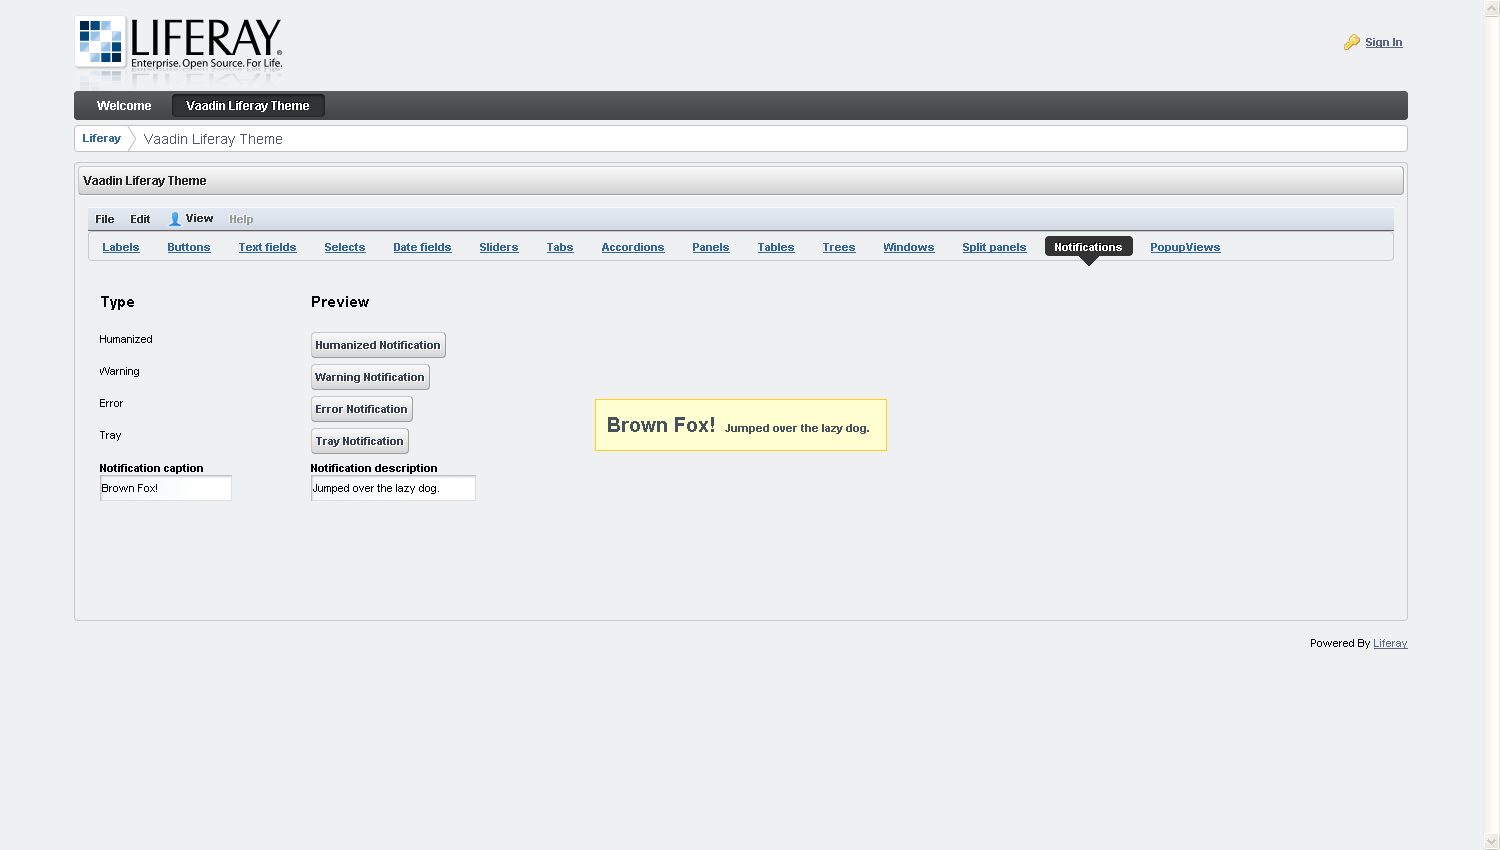 LIFERAY.
Enterprise. Open Source. For Life.
Sign In
Welcome Vaadin Liferay Theme
Liferay Vaadin Liferay Theme
Vaadin Liferay Theme
File Edit View Help
Labels Buttons Text fields Selects Date fields Sliders Tabs Accordions Panels Tables Trees Windows Split panels Notifications PopupViews
Type Preview
Humanized Humanized Notification
Warning Warning Notification
Error Error Notification
Brown Fox! Jumped over the lazy dog.
Tray Tray Notification
Notification caption Notification description
Brown Fox! Jumped over the lazy dog.
Powered By Liferay